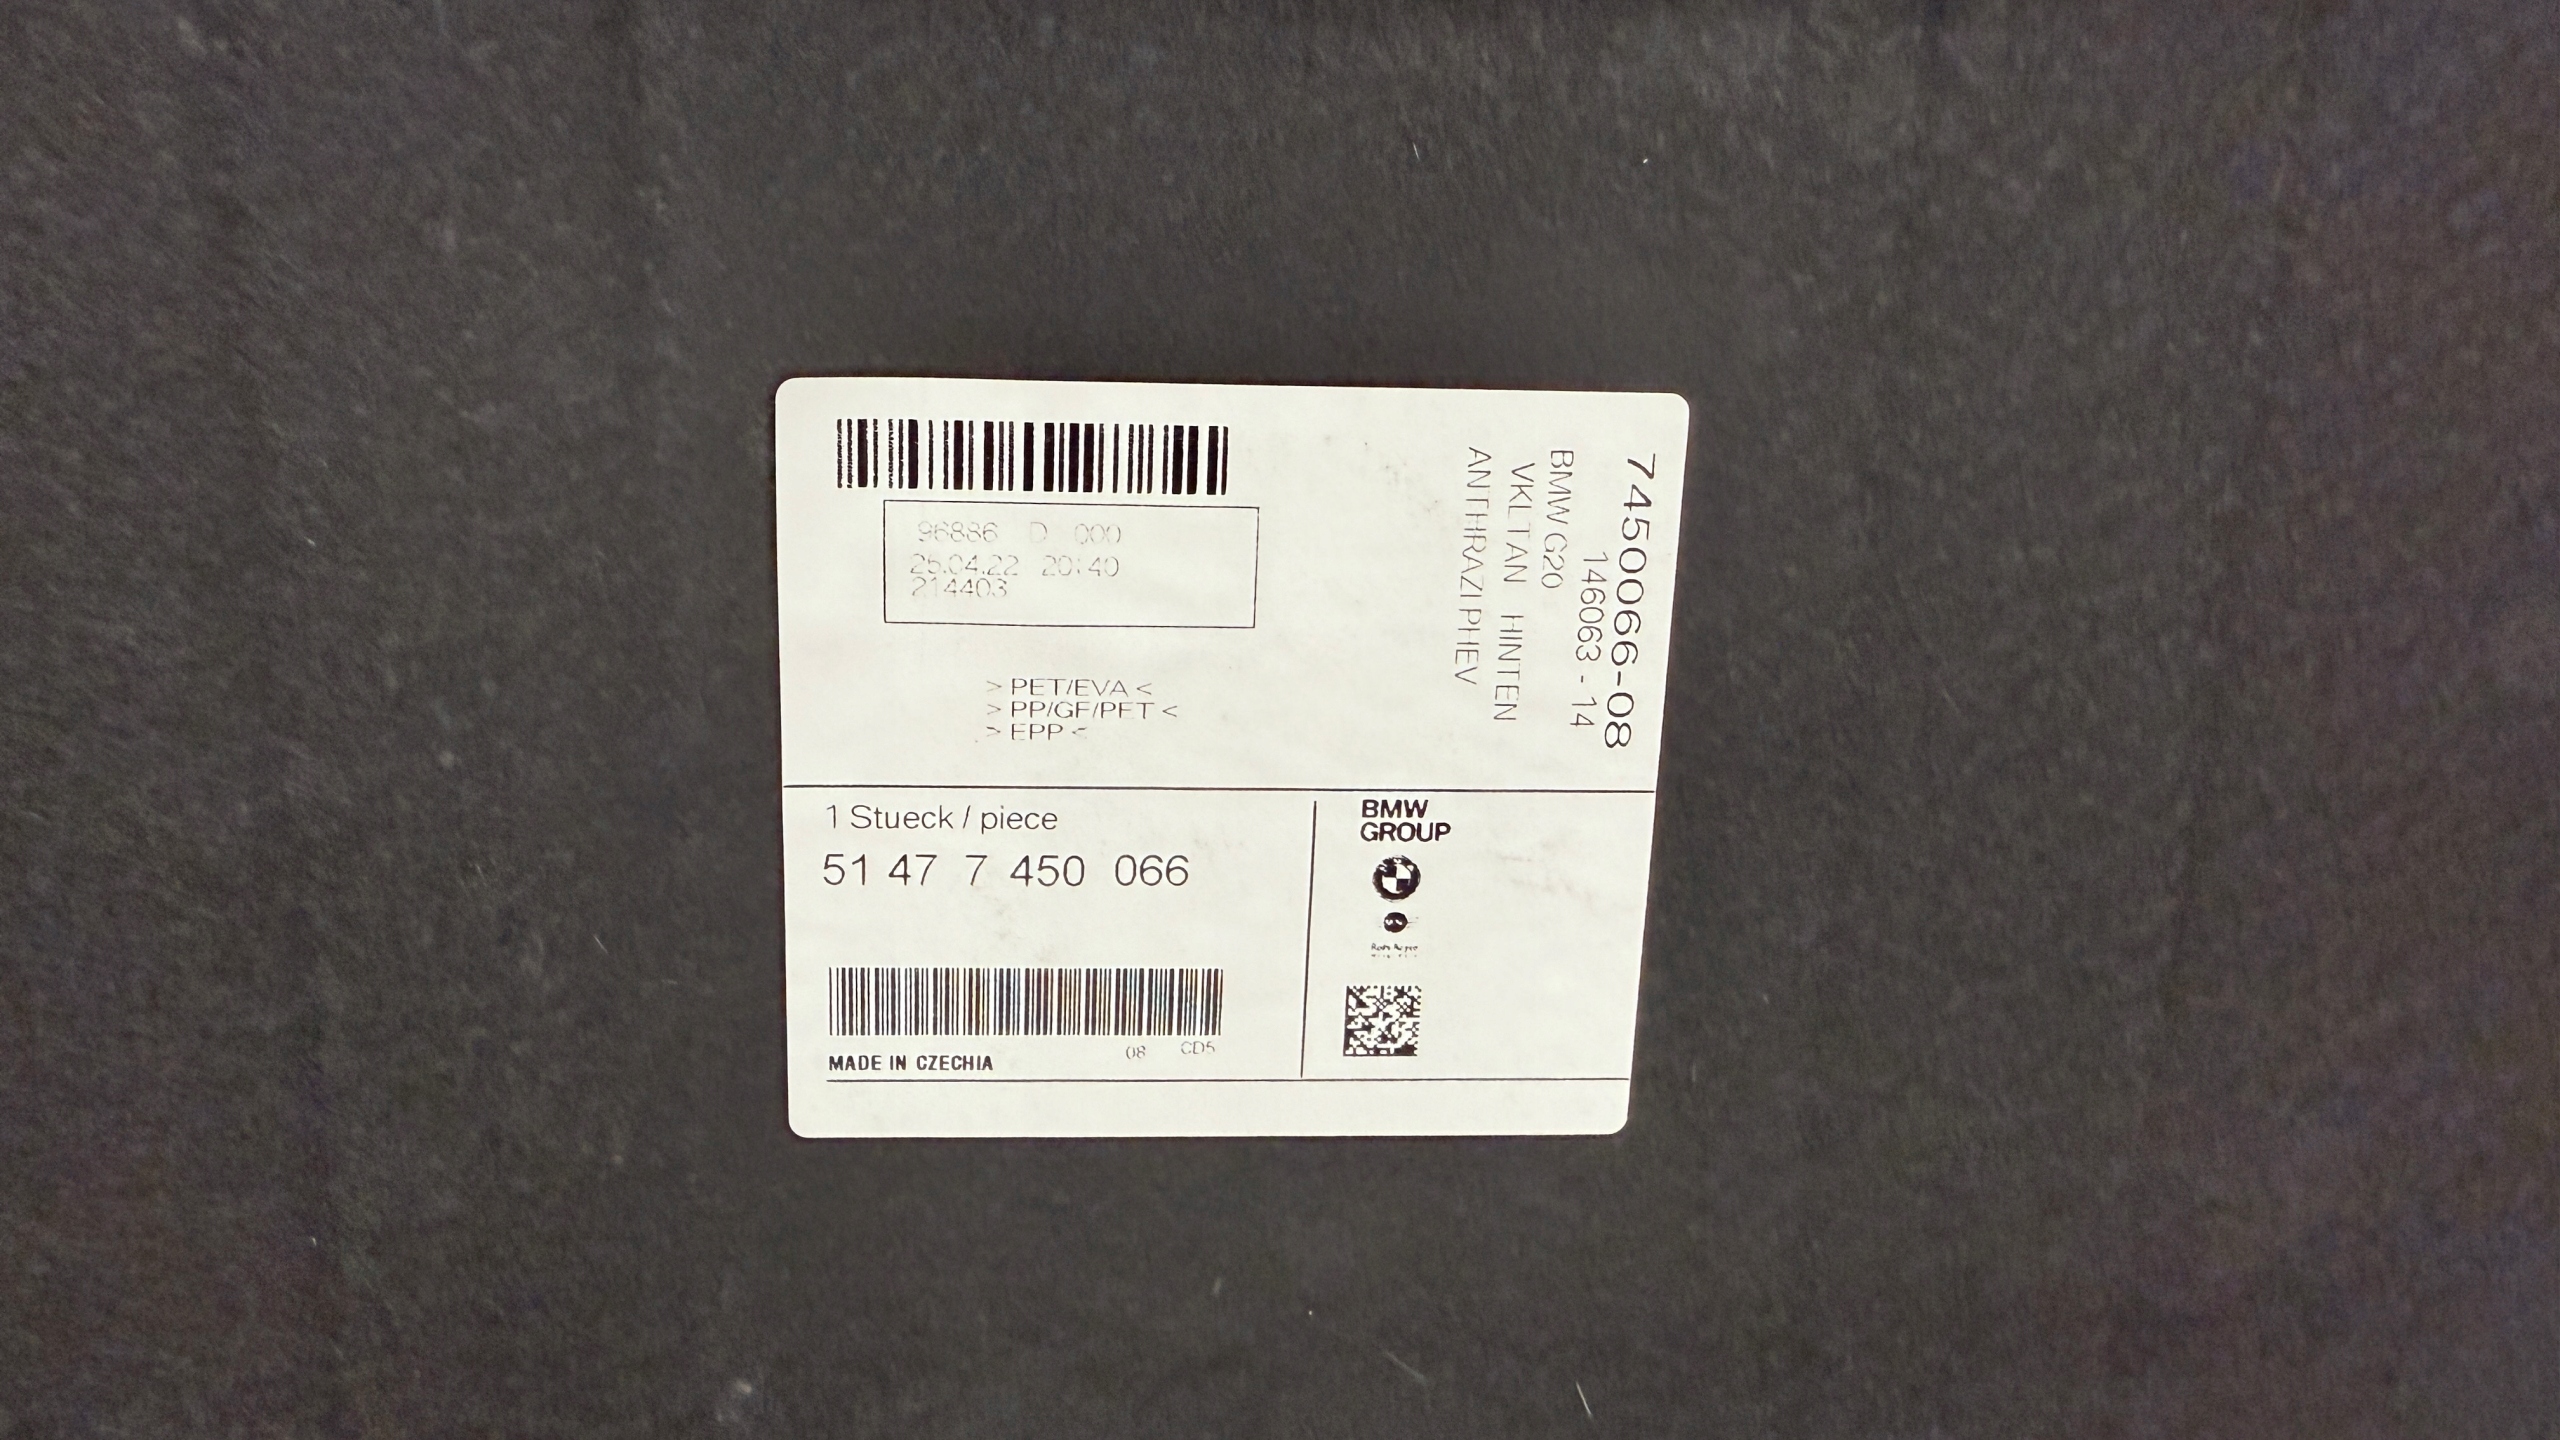 96886 D 000
25.04.22 20:40
214403
> PET/EVA <
> PP/GF/PET <
> EPP <
7450066-08
146063 - 14
BMW G20
VKLTAN HINTEN
ANTHRAZI PHEV
1 Stueck / piece
51 47 7 450 066
08 CD5
MADE IN CZECHIA
BMW
GROUP